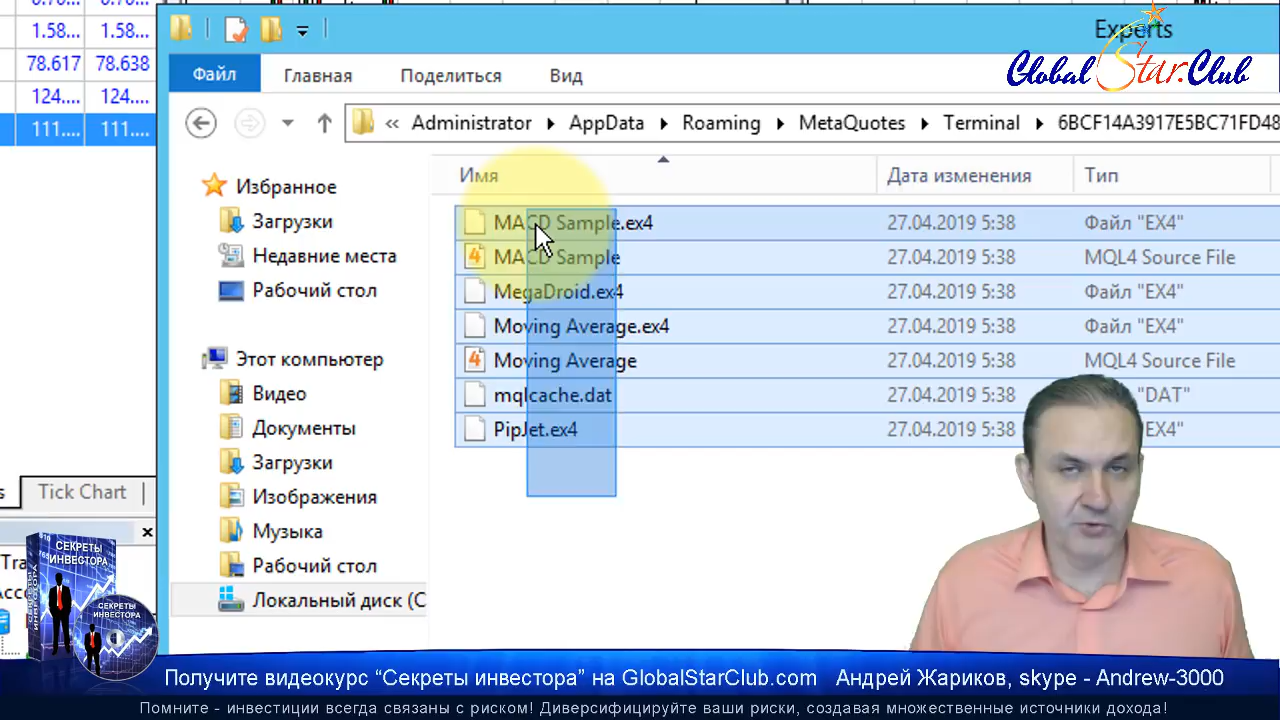 1.58... 1.58...
78.617 78.638
124.... 124....
111.... 111....
Tick Chart
Experts
Global Star.Club
Файл Главная Поделиться Вид
« Administrator AppData Roaming MetaQuotes Terminal 6BCF14A3917E5BC71FD48
Избранное
Загрузки
Недавние места
Рабочий стол
Этот компьютер
Видео
Документы
Загрузки
Изображения
Музыка
Рабочий стол
Локальный диск (C
Имя Дата изменения Тип
MACD Sample.ex4 27.04.2019 5:38 Файл "EX4"
MACD Sample 27.04.2019 5:38 MQL4 Source File
MegaDroid.ex4 27.04.2019 5:38 Файл "EX4"
Moving Average.ex4 27.04.2019 5:38 Файл "EX4"
Moving Average 27.04.2019 5:38 MQL4 Source File
mqlcache.dat 27.04.2019 5:38 "DAT"
PipJet.ex4 27.04.2019 5:38 EX4"
СЕКРЕТЫ
ИНВЕСТОРА
СЕКРЕТЫ
ИНВЕСТОРА
Получите видеокурс “Секреты инвестора” на GlobalStarClub.com Андрей Жариков, skype - Andrew-3000
Помните - инвестиции всегда связаны с риском! Диверсифицируйте ваши риски, создавая множественные источники дохода!